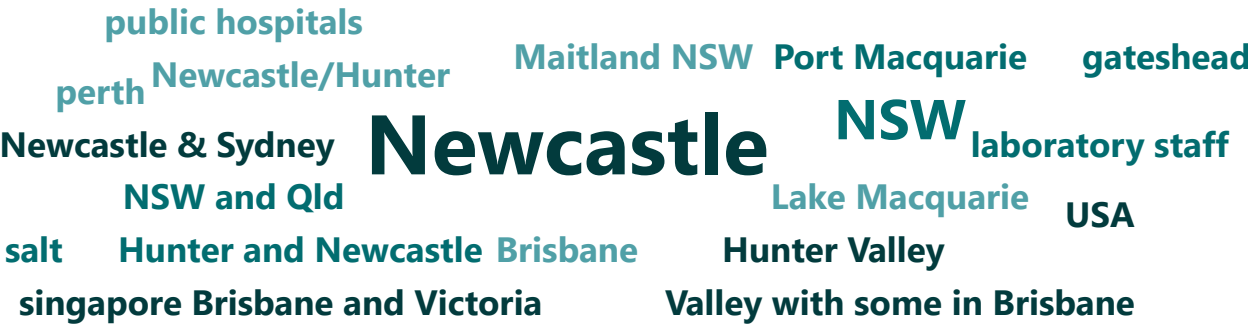 public hospitals
Maitland NSW Port Macquarie gateshead
perth Newcastle/Hunter
Newcastle & Sydney Newcastle NSW laboratory staff
NSW and Qld Lake Macquarie USA
salt Hunter and Newcastle Brisbane Hunter Valley
singapore Brisbane and Victoria Valley with some in Brisbane